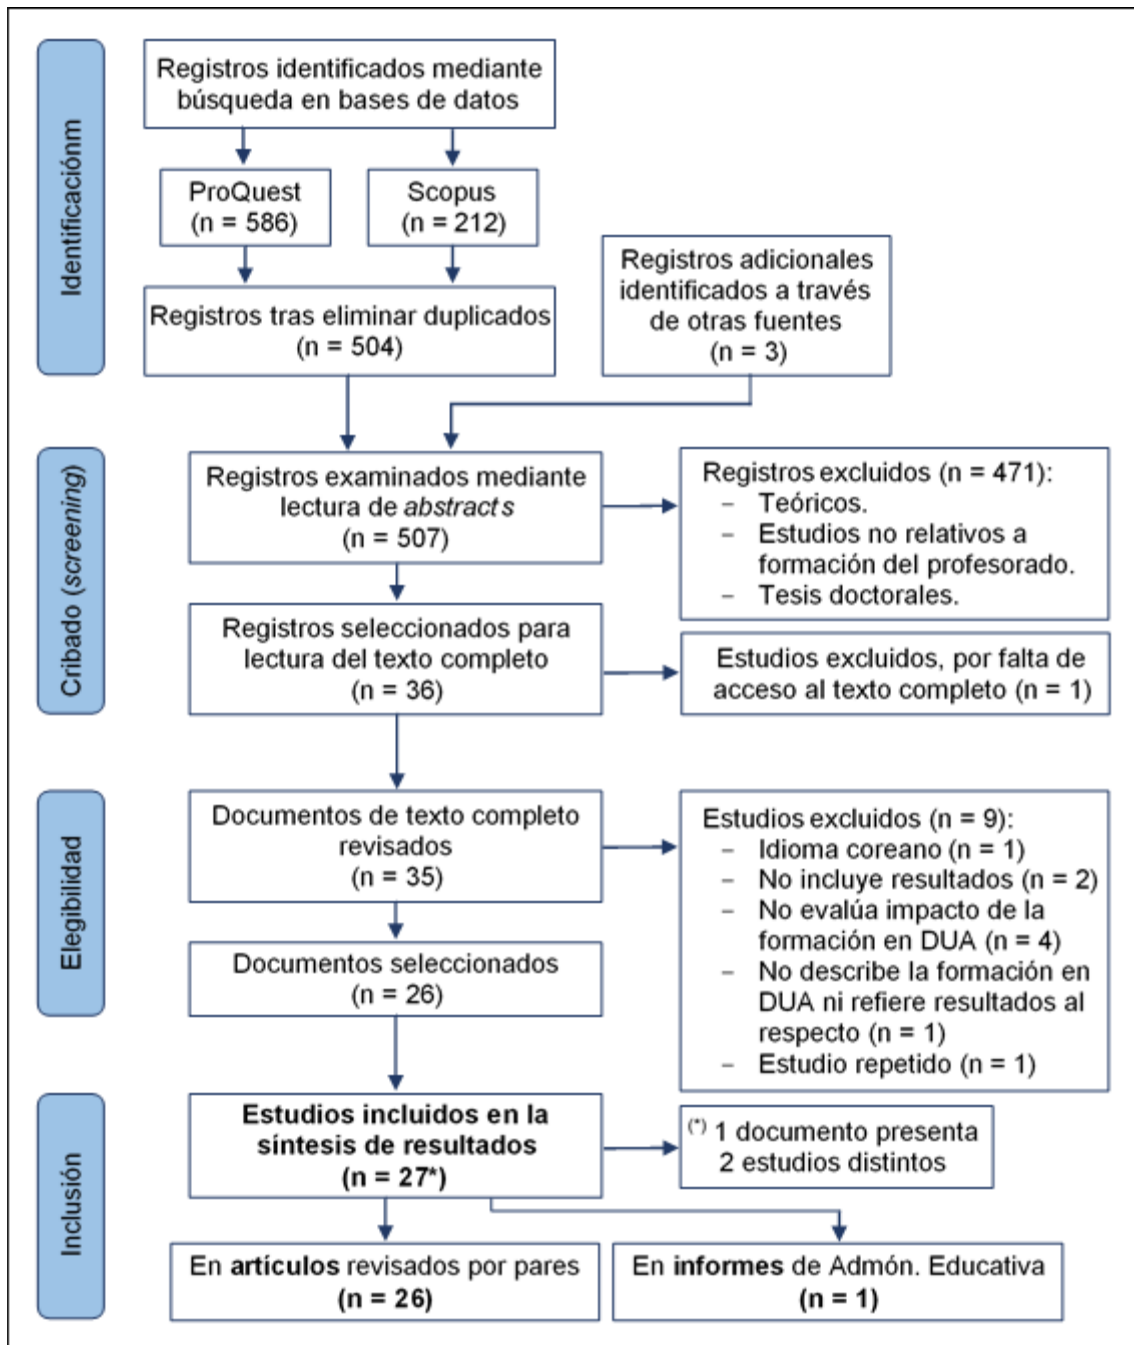 Identificaciónm
Registros identificados mediante
búsqueda en bases de datos
ProQuest
(n = 586)
Scopus
(n = 212)
Registros tras eliminar duplicados
(n = 504)
Registros adicionales
identificados a través
de otras fuentes
(n = 3)
Cribado (screening)
Registros examinados mediante
lectura de abstracts
(n = 507)
Registros excluidos (n = 471):
– Teóricos.
– Estudios no relativos a
formación del profesorado.
– Tesis doctorales.
Registros seleccionados para
lectura del texto completo
(n = 36)
Estudios excluidos, por falta de
acceso al texto completo (n = 1)
Elegibilidad
Documentos de texto completo
revisados
(n = 35)
Estudios excluidos (n = 9):
– Idioma coreano (n = 1)
– No incluye resultados (n = 2)
– No evalúa impacto de la
formación en DUA (n = 4)
– No describe la formación en
DUA ni refiere resultados al
respecto (n = 1)
– Estudio repetido (n = 1)
Documentos seleccionados
(n = 26)
Inclusión
Estudios incluidos en la
síntesis de resultados
(n = 27*)
(*) 1 documento presenta
2 estudios distintos
En artículos revisados por pares
(n = 26)
En informes de Admón. Educativa
(n = 1)